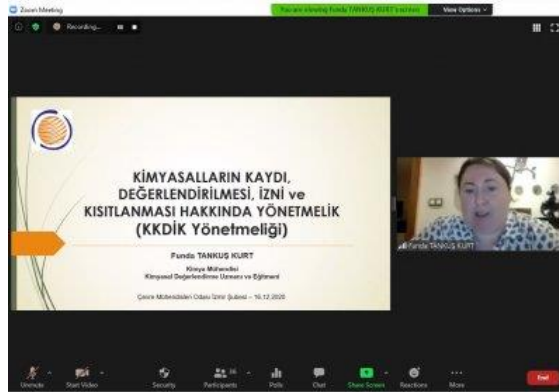 Zoom Meeting
You are viewing Funda TANKUŞ KURT's screen
View Options
Recording...
KİMYASALLARIN KAYDI,
DEĞERLENDİRİLMESİ, İZNİ ve
KISITLANMASI HAKKINDA YÖNETMELİK
(KKDİK Yönetmeliği)
Funda TANKUŞ KURT
Kimya Mühendisi
Kimyasal Değerlendirme Uzmanı ve Eğitmeni
Çevre Mühendisleri Odası İzmir Şubesi – 16.12.2020
Funda TANKUŞ KURT
Unmute
Start Video
Security
Participants
Polls
Chat
Share Screen
Reactions
More
End